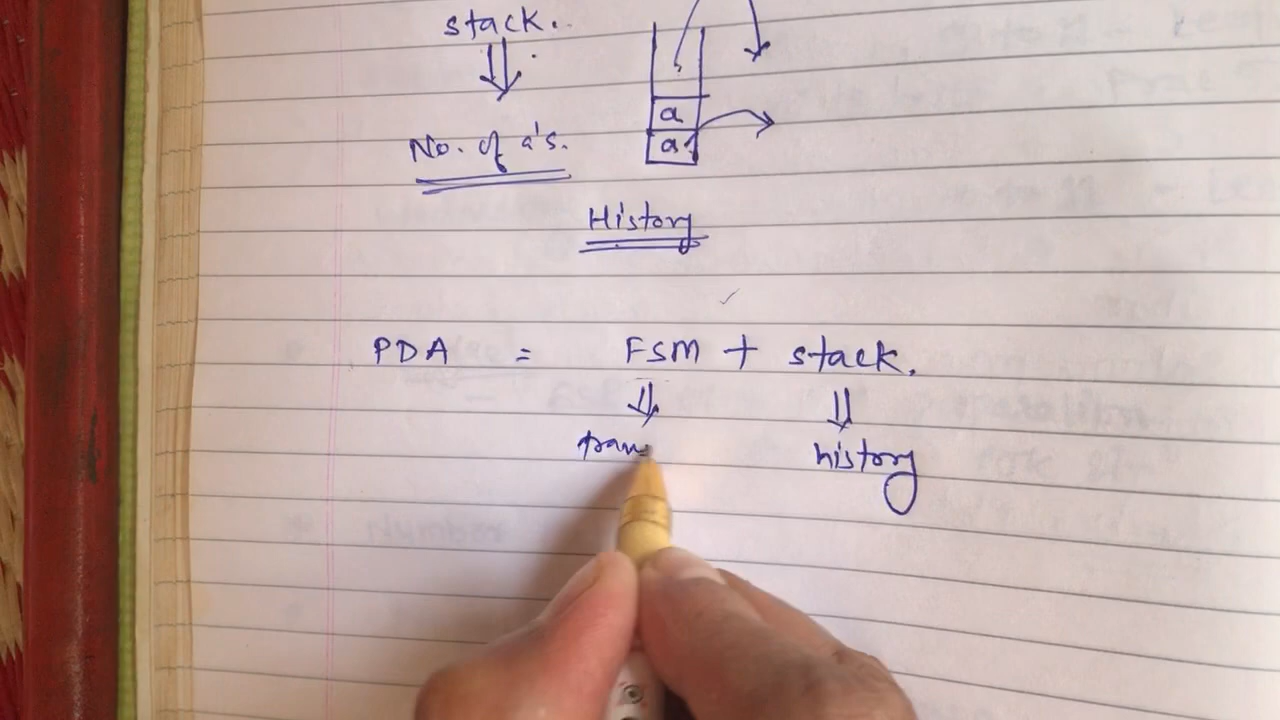 stack.
a
No. of a's.
a
History
PDA = FSM + stack.
history